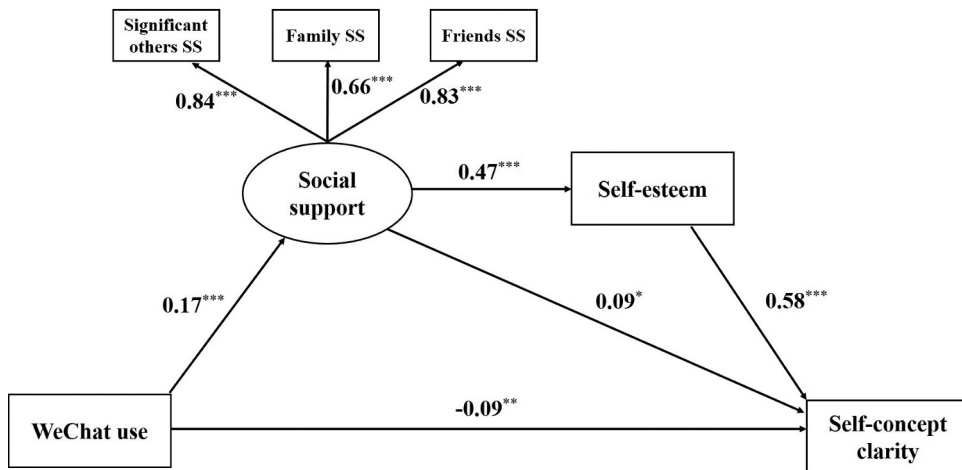 Significant
others SS
Family SS
Friends SS
0.84***
0.66***
0.83***
Social
support
0.47***
Self-esteem
0.17***
0.09*
0.58***
WeChat use
-0.09**
Self-concept
clarity